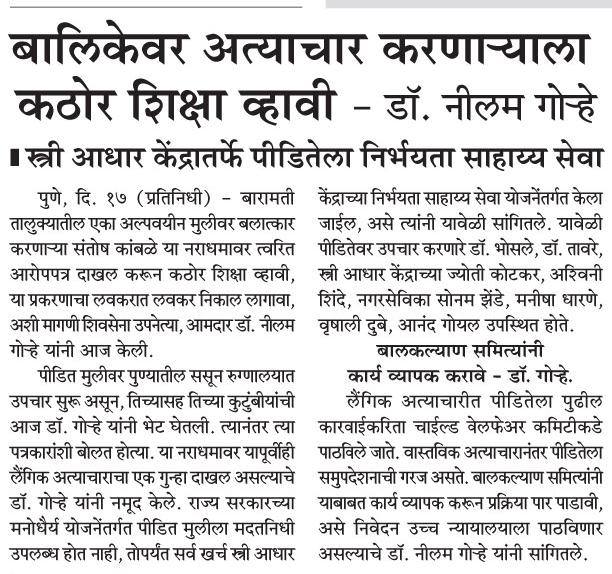 बालिकेवर अत्याचार करणाऱ्याला
कठोर शिक्षा व्हावी – डॉ. नीलम गोऱ्हे
स्त्री आधार केंद्रातर्फे पीडितेला निर्भयता साहाय्य सेवा
पुणे, दि. १७ (प्रतिनिधी) – बारामती
तालुक्यातील एका अल्पवयीन मुलीवर बलात्कार
करणाऱ्या संतोष कांबळे या नराधमावर त्वरित
आरोपपत्र दाखल करून कठोर शिक्षा व्हावी,
या प्रकरणाचा लवकरात लवकर निकाल लागावा,
अशी मागणी शिवसेना उपनेत्या, आमदार डॉ. नीलम
गोऱ्हे यांनी आज केली.
पीडित मुलीवर पुण्यातील ससून रुग्णालयात
उपचार सुरू असून, तिच्यासह तिच्या कुटुंबीयांची
आज डॉ. गोऱ्हे यांनी भेट घेतली. त्यानंतर त्या
पत्रकारांशी बोलत होत्या. या नराधमावर यापूर्वीही
लैंगिक अत्याचाराचा एक गुन्हा दाखल असल्याचे
डॉ. गोऱ्हे यांनी नमूद केले. राज्य सरकारच्या
मनोधैर्य योजनेंतर्गत पीडित मुलीला मदतनिधी
उपलब्ध होत नाही, तोपर्यंत सर्व खर्च स्त्री आधार
केंद्राच्या निर्भयता साहाय्य सेवा योजनेंतर्गत केला
जाईल, असे त्यांनी यावेळी सांगितले. यावेळी
पीडितेवर उपचार करणारे डॉ. भोसले, डॉ. तावरे,
स्त्री आधार केंद्राच्या ज्योती कोटकर, अश्विनी
शिंदे, नगरसेविका सोनम झेंडे, मनीषा धारणे,
वृषाली दुबे, आनंद गोयल उपस्थित होते.
बालकल्याण समित्यांनी
कार्य व्यापक करावे – डॉ. गोऱ्हे.
लैंगिक अत्याचारीत पीडितेला पुढील
कारवाईकरिता चाईल्ड वेलफेअर कमिटीकडे
पाठविले जाते. वास्तविक अत्याचारानंतर पीडितेला
समुपदेशनाची गरज असते. बालकल्याण समित्यांनी
याबाबत कार्य व्यापक करून प्रक्रिया पार पाडावी,
असे निवेदन उच्च न्यायालयाला पाठविणार
असल्याचे डॉ. नीलम गोऱ्हे यांनी सांगितले.